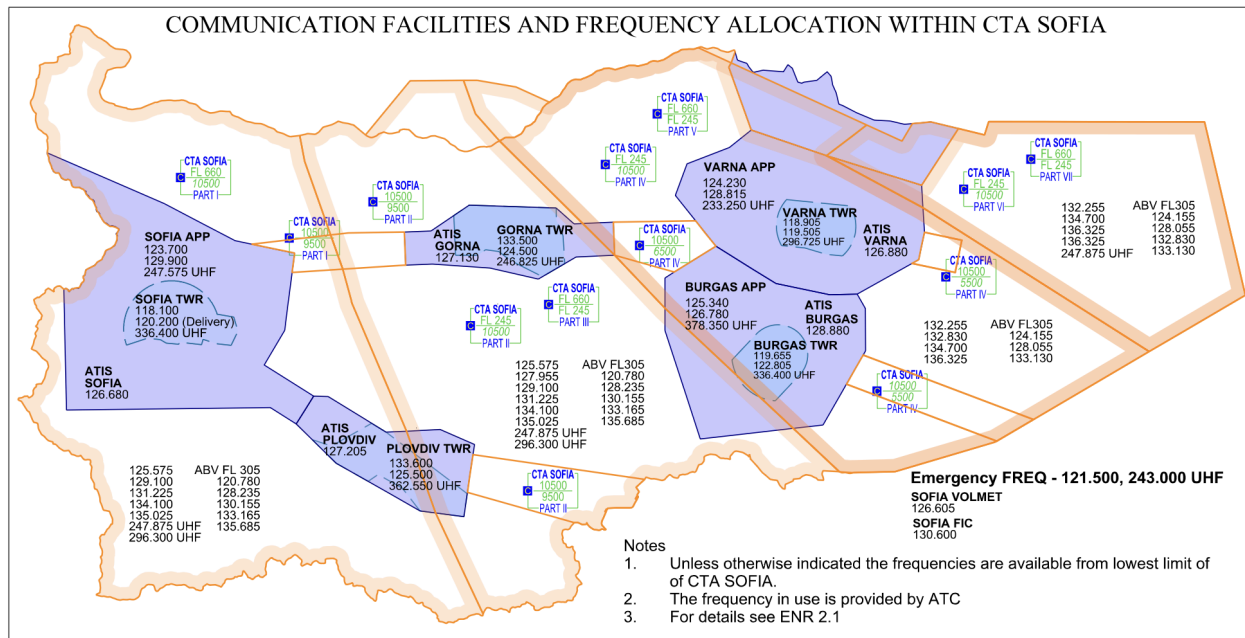 COMMUNICATION FACILITIES AND FREQUENCY ALLOCATION WITHIN CTA SOFIA
CTA SOFIA
C
FL 660
FL 245
PART V
CTA SOFIA
C
FL 245
10500
PART IV
CTA SOFIA
C
FL 660
10500
PART I
CTA SOFIA
C
10500
9500
PART II
CTA SOFIA
C
10500
9500
PART I
CTA SOFIA
C
FL 660
FL 245
PART VII
CTA SOFIA
C
FL 245
10500
PART VI
VARNA APP
124.230
128.815
233.250 UHF
VARNA TWR
118.905
119.505
296.725 UHF
ATIS
VARNA
126.880
132.255
134.700
136.325
136.325
247.875 UHF
ABV FL305
124.155
128.055
132.830
133.130
SOFIA APP
123.700
129.900
247.575 UHF
ATIS
GORNA
127.130
GORNA TWR
133.500
124.500
246.825 UHF
CTA SOFIA
C
10500
6500
PART IV
CTA SOFIA
C
10500
5500
PART IV
SOFIA TWR
118.100
120.200 (Delivery)
336.400 UHF
CTA SOFIA
C
FL 660
FL 245
PART III
CTA SOFIA
C
FL 245
10500
PART II
BURGAS APP
125.340
126.780
378.350 UHF
ATIS
BURGAS
128.880
BURGAS TWR
119.655
122.805
336.400 UHF
132.255
132.830
134.700
136.325
ABV FL305
124.155
128.055
133.130
ATIS
SOFIA
126.680
125.575
127.955
129.100
131.225
134.100
135.025
247.875 UHF
296.300 UHF
ABV FL305
120.780
128.235
130.155
133.165
135.685
CTA SOFIA
C
10500
5500
PART IV
ATIS
PLOVDIV
127.205
PLOVDIV TWR
133.600
125.500
362.550 UHF
CTA SOFIA
C
10500
9500
PART II
125.575
129.100
131.225
134.100
135.025
247.875 UHF
296.300 UHF
ABV FL 305
120.780
128.235
130.155
133.165
135.685
Emergency FREQ - 121.500, 243.000 UHF
SOFIA VOLMET
126.605
SOFIA FIC
130.600
Notes
1. Unless otherwise indicated the frequencies are available from lowest limit of
of CTA SOFIA.
2. The frequency in use is provided by ATC
3. For details see ENR 2.1